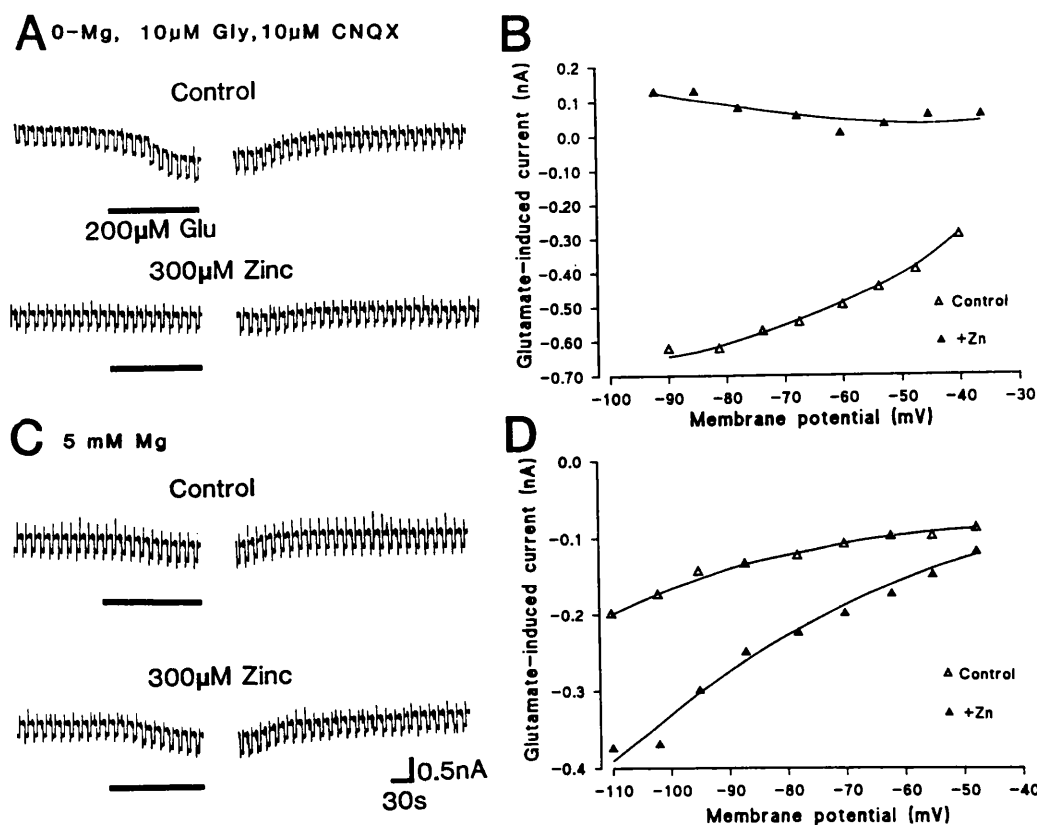 A 0-Mg, 10µM Gly,10µM CNQX
Control
200µM Glu
300µM Zinc
B
Glutamate-induced current (nA)
0.2
0.1
0.0
-0.10
-0.20
-0.30
-0.40
-0.50
-0.60
-0.70
Control
+Zn
-100 -90 -80 -70 -60 -50 -40 -30
Membrane potential (mV)
C 5 mM Mg
Control
300µM Zinc
0.5nA
30s
D
Glutamate-induced current (nA)
0.0
-0.1
-0.2
-0.3
-0.4
Control
+Zn
-110 -100 -90 -80 -70 -60 -50 -40
Membrane potential (mV)